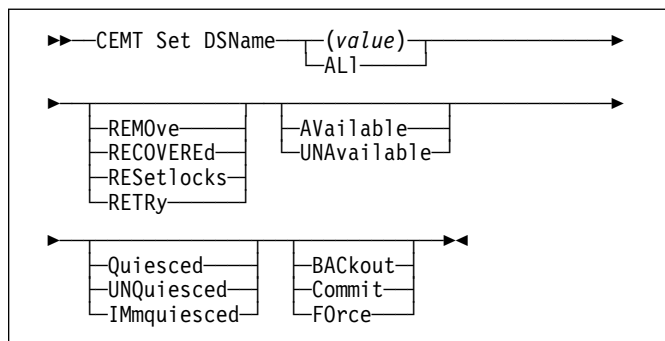 CEMT Set DSName (value)
ALl
REMOve AVailable
RECOVEREd UNAvailable
RESetlocks
RETRy
Quiesced BACkout
UNQuiesced Commit
IMmquiesced FOrce